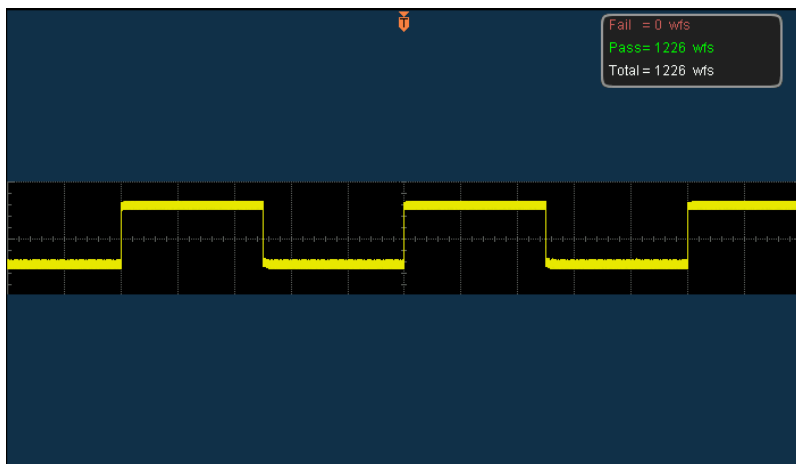 T
Fail = 0 wfs
Pass= 1226 wfs
Total = 1226 wfs